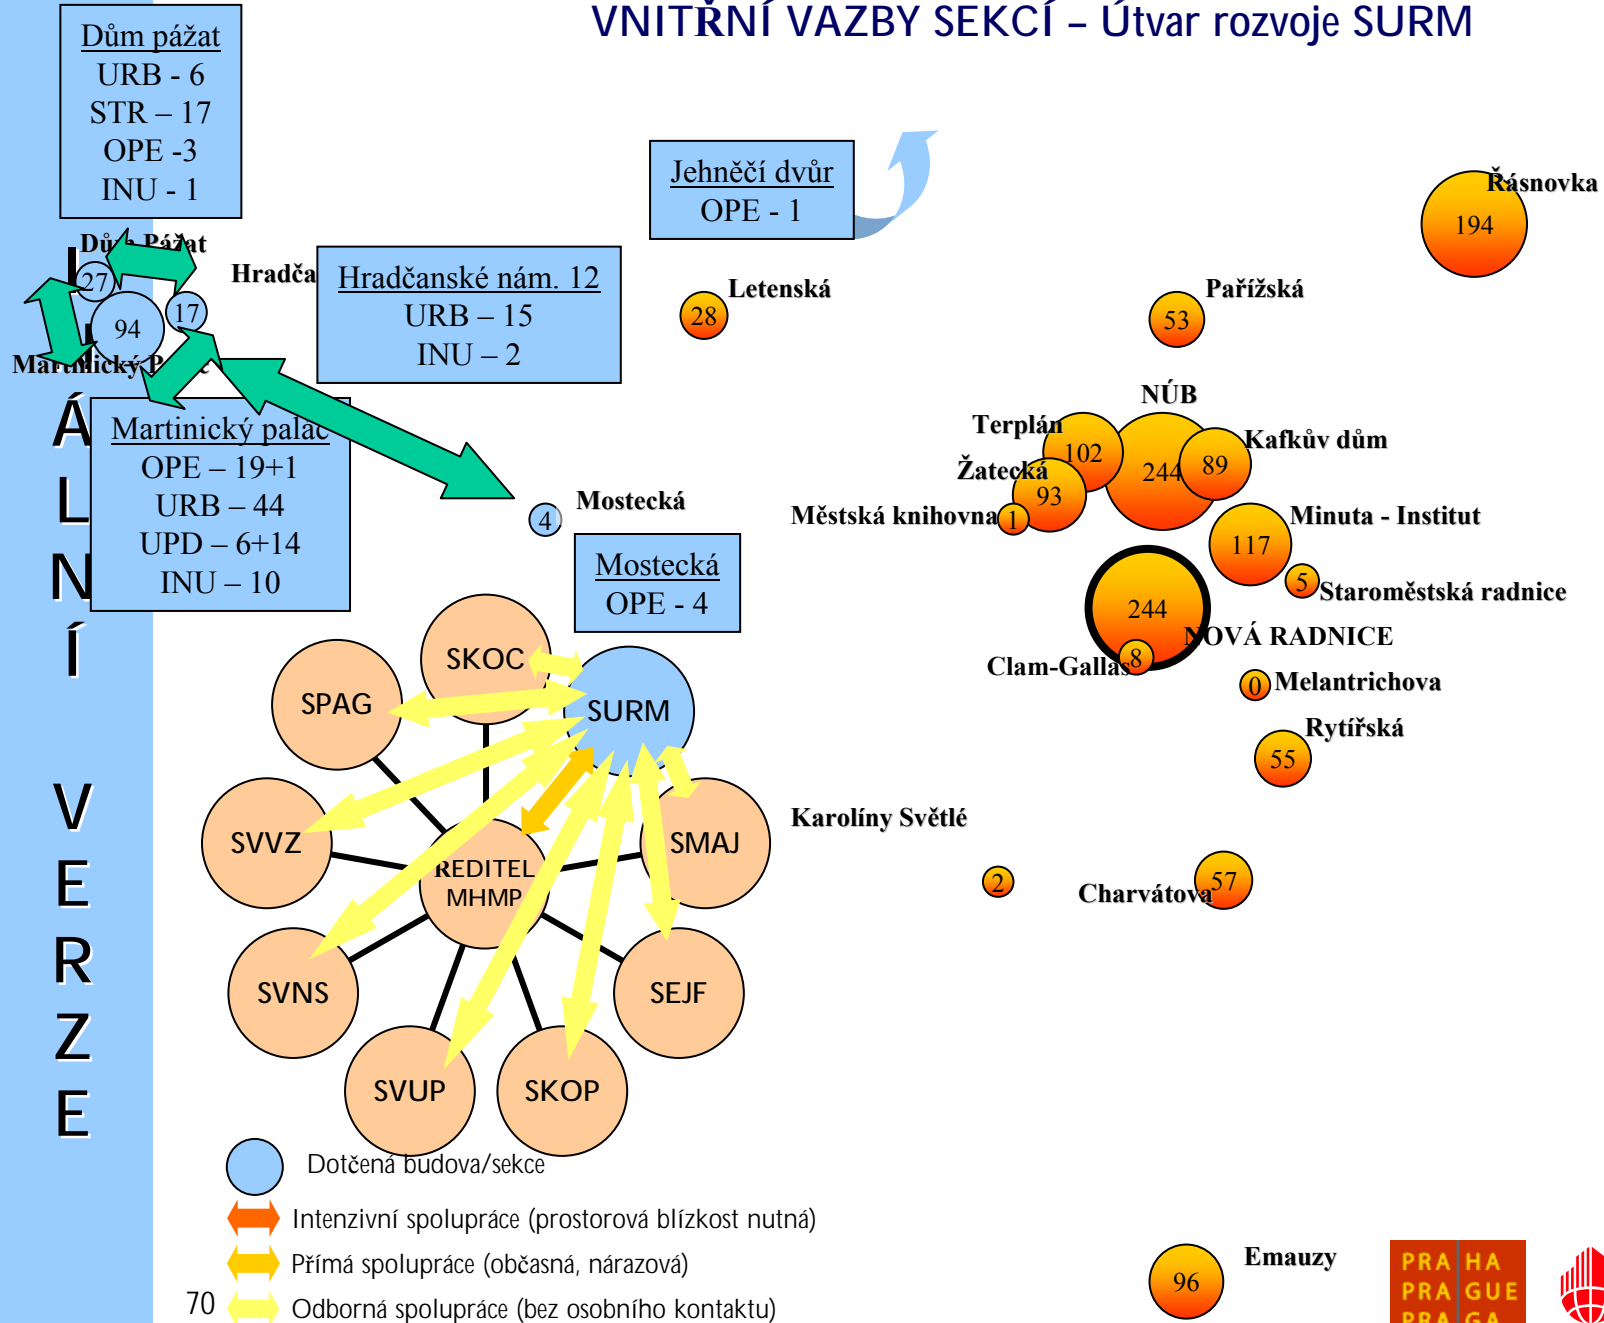 VNITŘNÍ VAZBY SEKCÍ – Útvar rozvoje SURM
Dům pážat
URB - 6
STR – 17
OPE -3
INU - 1
Jehněčí dvůr
OPE - 1
Řásnovka
194
Dům Pážat
27
94
17
Hradčanské nám. 12
URB – 15
INU – 2
Letenská
28
Pařížská
53
Martinický palác
OPE – 19+1
URB – 44
UPD – 6+14
INU – 10
NÚB
244
Terplán
102
Kafkův dům
89
Žatecká
93
Městská knihovna
1
Mostecká
4
Mostecká
OPE - 4
Minuta - Institut
117
5
Staroměstská radnice
244
NOVÁ RADNICE
Clam-Gallas
8
0
Melantrichova
Rytířská
55
Karolíny Světlé
2
Charvátova
57
SKOC
SPAG
SURM
SVVZ
ŘEDITEL
MHMP
SMAJ
SVNS
SEJF
SVUP
SKOP
Á
L
N
Í
V
E
R
Z
E
Dotčená budova/sekce
Intenzivní spolupráce (prostorová blízkost nutná)
Přímá spolupráce (občasná, nárazová)
Odborná spolupráce (bez osobního kontaktu)
70
Emauzy
96
PRA HA
PRA GUE
PRA GA